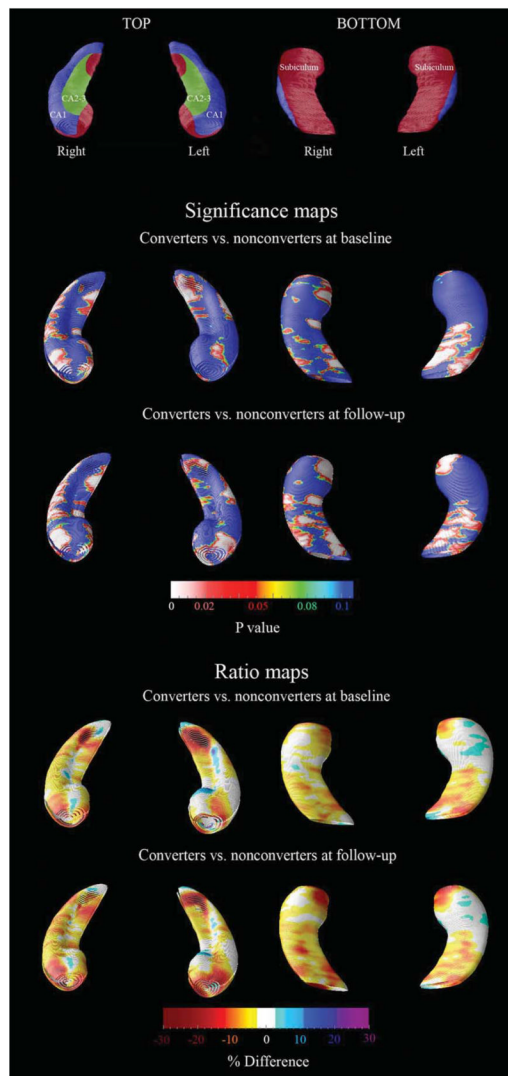 TOP BOTTOM
Subiculum Subiculum
CA2-3 CA2-3
CA1 CA1
Right Left Right Left
Significance maps
Converters vs. nonconverters at baseline
Converters vs. nonconverters at follow-up
0 0.02 0.05 0.08 0.1
P value
Ratio maps
Converters vs. nonconverters at baseline
Converters vs. nonconverters at follow-up
-30 -20 -10 0 10 20 30
% Difference